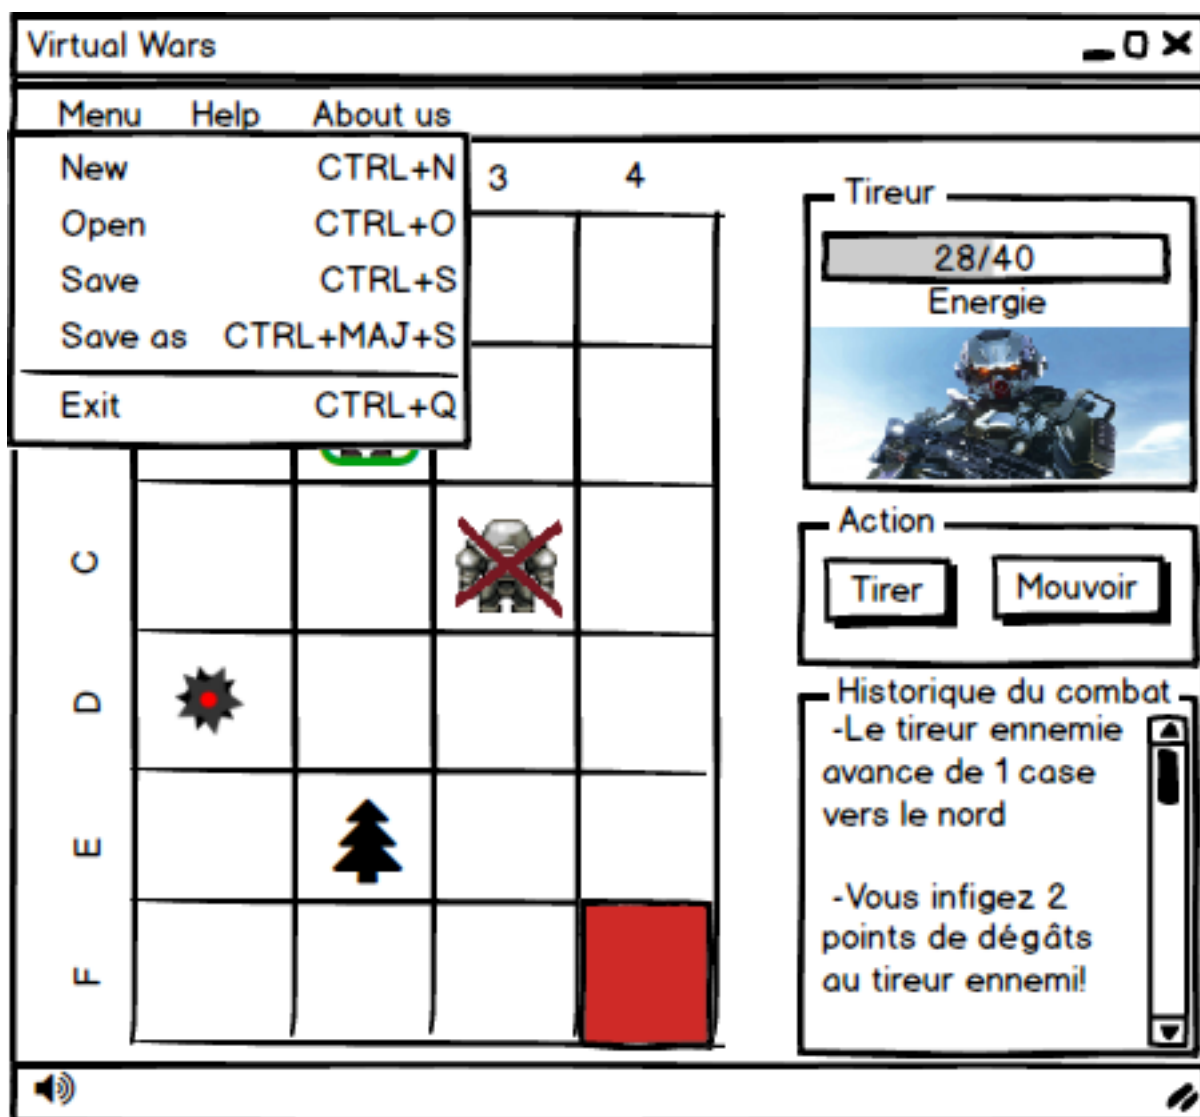 Virtual Wars
Menu Help About us
New CTRL+N
Open CTRL+O
Save CTRL+S
Save as CTRL+MAJ+S
Exit CTRL+Q
3 4
C
D
E
F
Tireur
28/40
Energie
Action
Tirer Mouvoir
Historique du combat
-Le tireur ennemie
avance de 1 case
vers le nord
-Vous infigez 2
points de dégâts
au tireur ennemi!